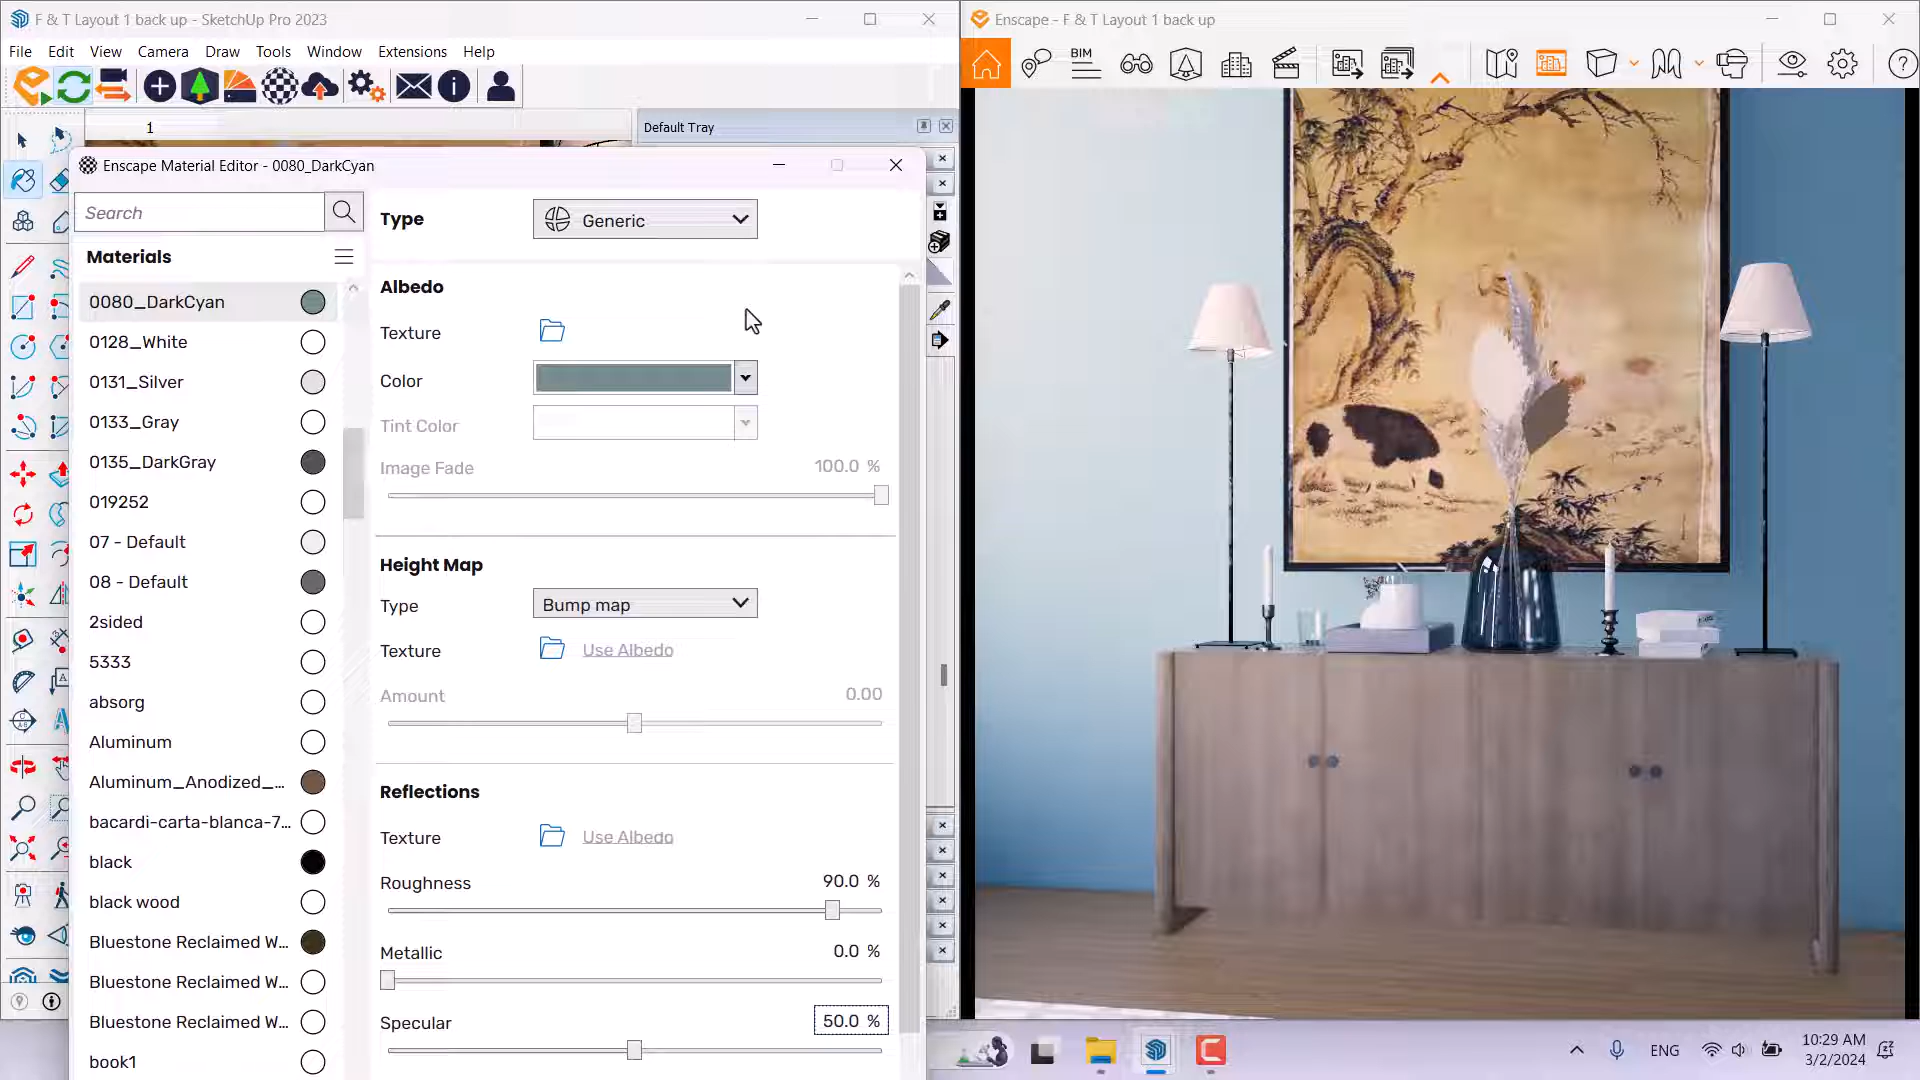 F & T Layout 1 back up - SketchUp Pro 2023
File Edit View Camera Draw Tools Window Extensions Help
1
Default Tray
Enscape Material Editor - 0080_DarkCyan
Search
Materials
0080_DarkCyan
0128_White
0131_Silver
0133_Gray
0135_DarkGray
019252
07 - Default
08 - Default
2sided
5333
absorg
Aluminum
Aluminum_Anodized_...
bacardi-carta-blanca-7...
black
black wood
Bluestone Reclaimed W...
Bluestone Reclaimed W...
Bluestone Reclaimed W...
book1
Type Generic
Albedo
Texture
Color
Tint Color
Image Fade 100.0 %
Height Map
Type Bump map
Texture Use Albedo
Amount 0.00
Reflections
Texture Use Albedo
Roughness 90.0 %
Metallic 0.0 %
Specular 50.0 %
Enscape - F & T Layout 1 back up
BIM
ENG
10:29 AM
3/2/2024